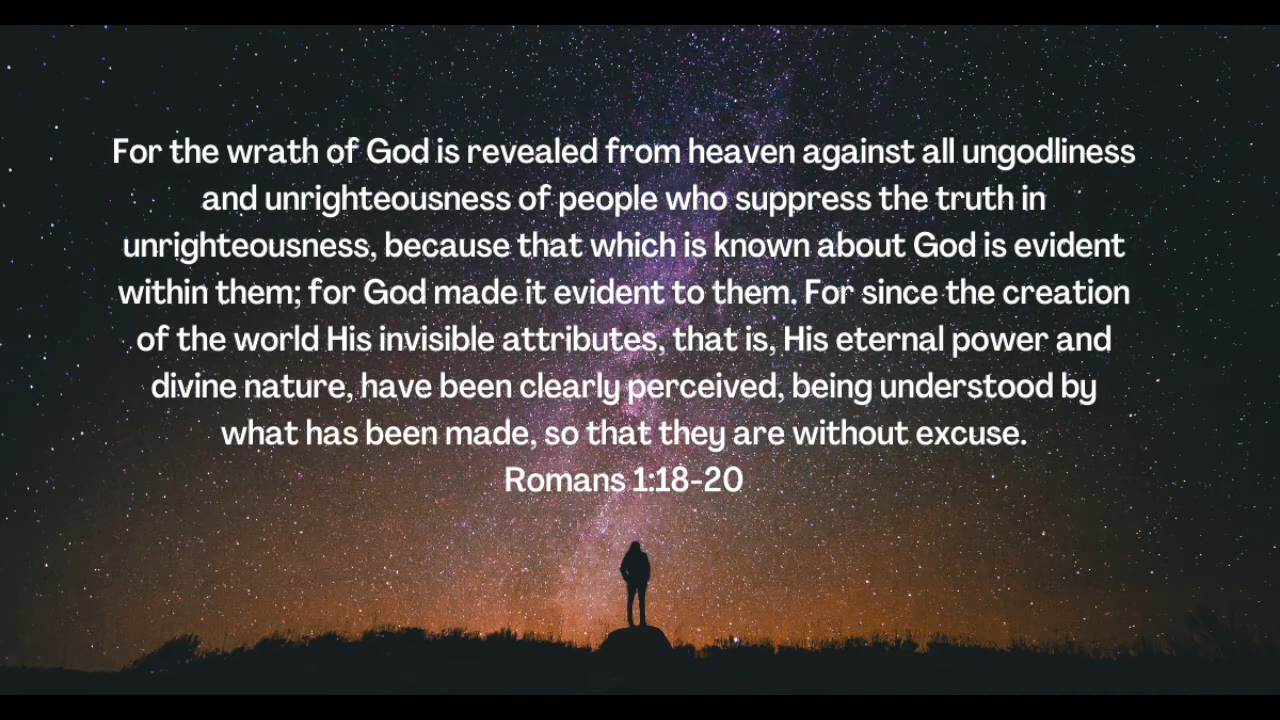 For the wrath of God is revealed from heaven against all ungodliness
and unrighteousness of people who suppress the truth in
unrighteousness, because that which is known about God is evident
within them; for God made it evident to them. For since the creation
of the world His invisible attributes, that is, His eternal power and
divine nature, have been clearly perceived, being understood by
what has been made, so that they are without excuse.
Romans 1:18-20